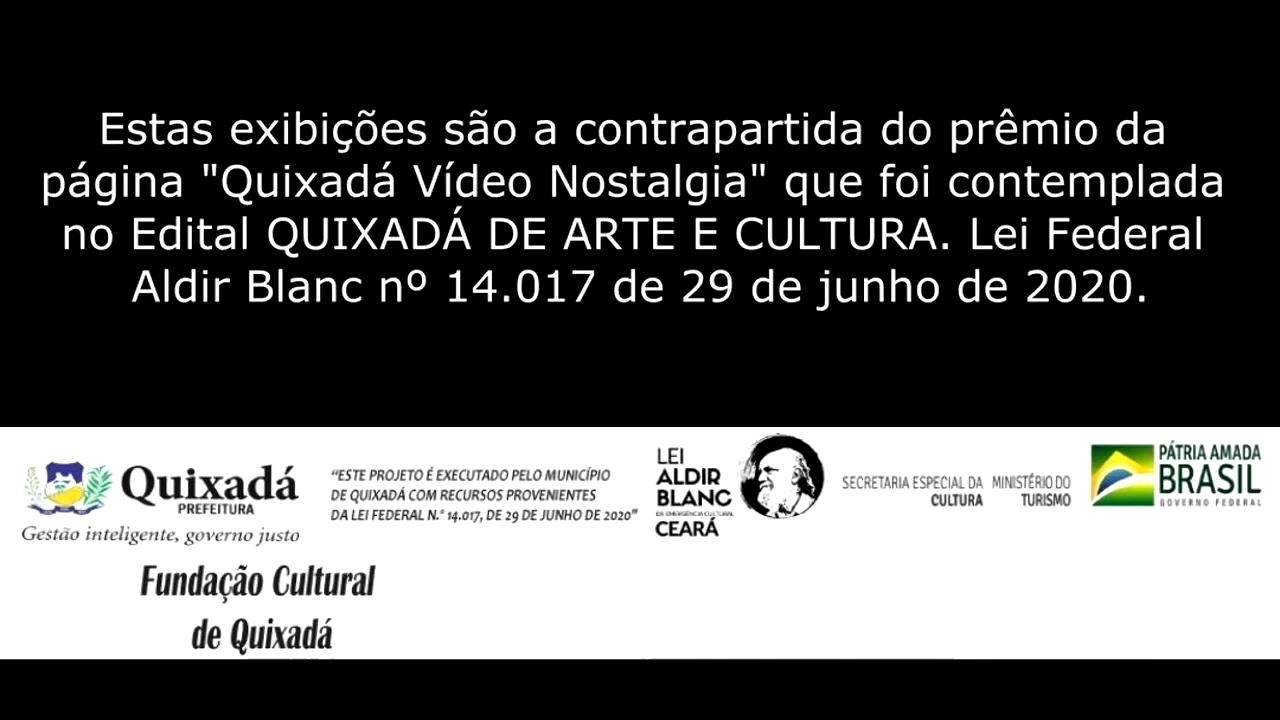 Estas exibições são a contrapartida do prêmio da
página "Quixadá Vídeo Nostalgia" que foi contemplada
no Edital QUIXADÁ DE ARTE E CULTURA. Lei Federal
Aldir Blanc nº 14.017 de 29 de junho de 2020.
Quixadá
PREFEITURA
Gestão inteligente, governo justo
Fundação Cultural
de Quixadá
“ESTE PROJETO É EXECUTADO PELO MUNICÍPIO
DE QUIXADÁ COM RECURSOS PROVENIENTES
DA LEI FEDERAL N.° 14.017, DE 29 DE JUNHO DE 2020”
LEI
ALDIR
BLANC
DE EMERGÊNCIA CULTURAL
CEARÁ
SECRETARIA ESPECIAL DA
CULTURA
MINISTÉRIO DO
TURISMO
PÁTRIA AMADA
BRASIL
GOVERNO FEDERAL